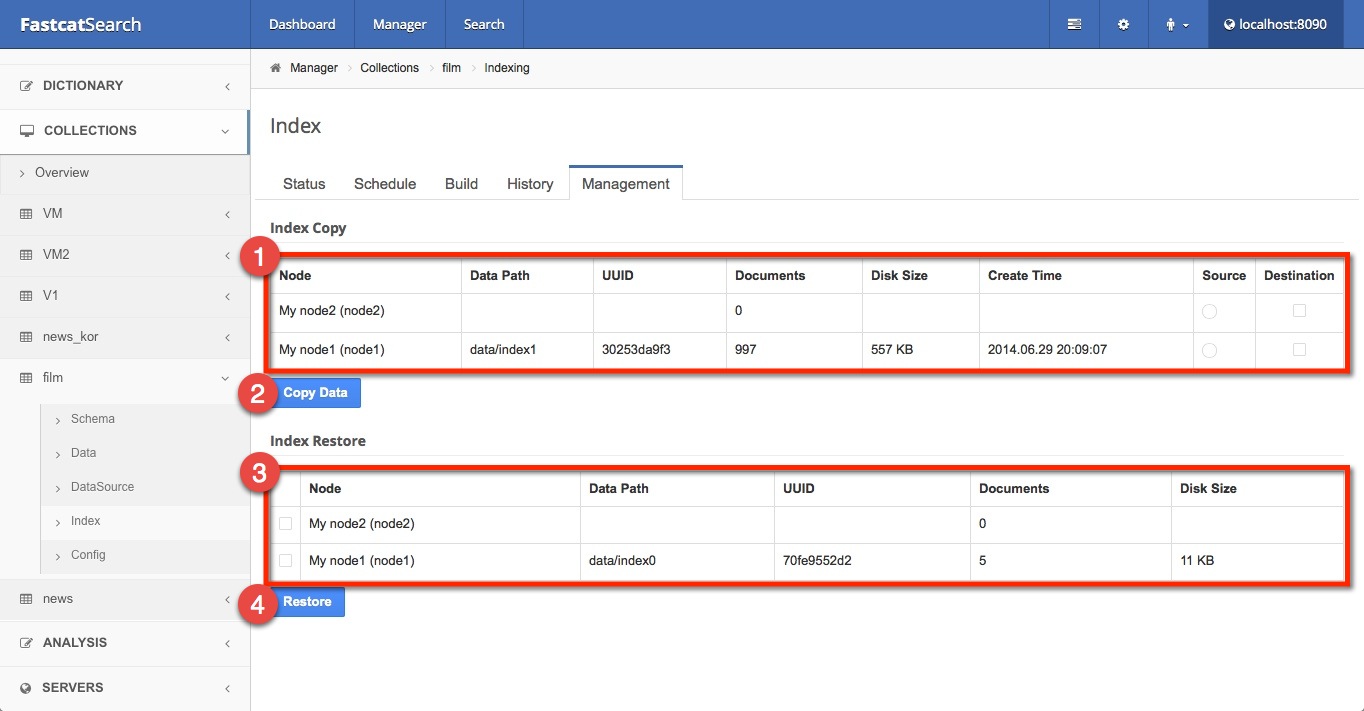 FastcatSearch Dashboard Manager Search localhost:8090
Manager Collections film Indexing
DICTIONARY
COLLECTIONS
Overview
VM
VM2
V1
news_kor
film
Schema
Data
DataSource
Index
Config
news
ANALYSIS
SERVERS
Index
Status Schedule Build History Management
Index Copy
1
Node Data Path UUID Documents Disk Size Create Time Source Destination
My node2 (node2) 0
My node1 (node1) data/index1 30253da9f3 997 557 KB 2014.06.29 20:09:07
2 Copy Data
Index Restore
3
Node Data Path UUID Documents Disk Size
My node2 (node2) 0
My node1 (node1) data/index0 70fe9552d2 5 11 KB
4 Restore